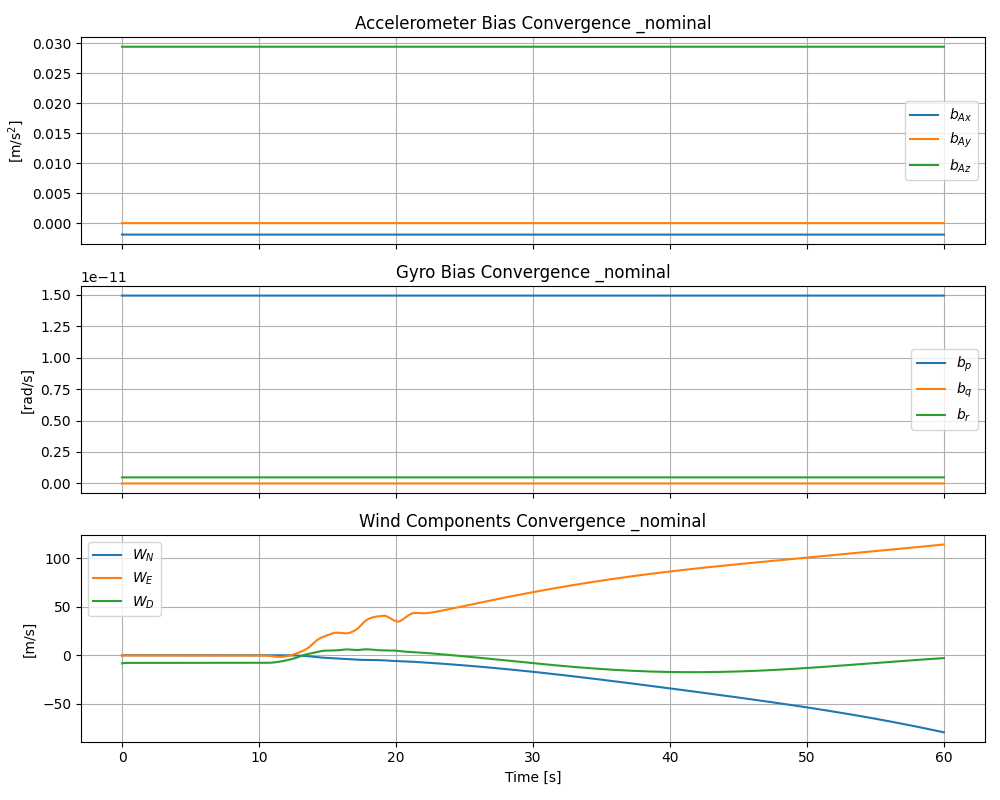 Accelerometer Bias Convergence _nominal
0.030
0.025
0.020
0.015
0.010
0.005
0.000
[m/s²]
b_Ax
b_Ay
b_Az
Gyro Bias Convergence _nominal
1e−11
1.50
1.25
1.00
0.75
0.50
0.25
0.00
[rad/s]
b_p
b_q
b_r
Wind Components Convergence _nominal
100
50
0
−50
[m/s]
W_N
W_E
W_D
0 10 20 30 40 50 60
Time [s]